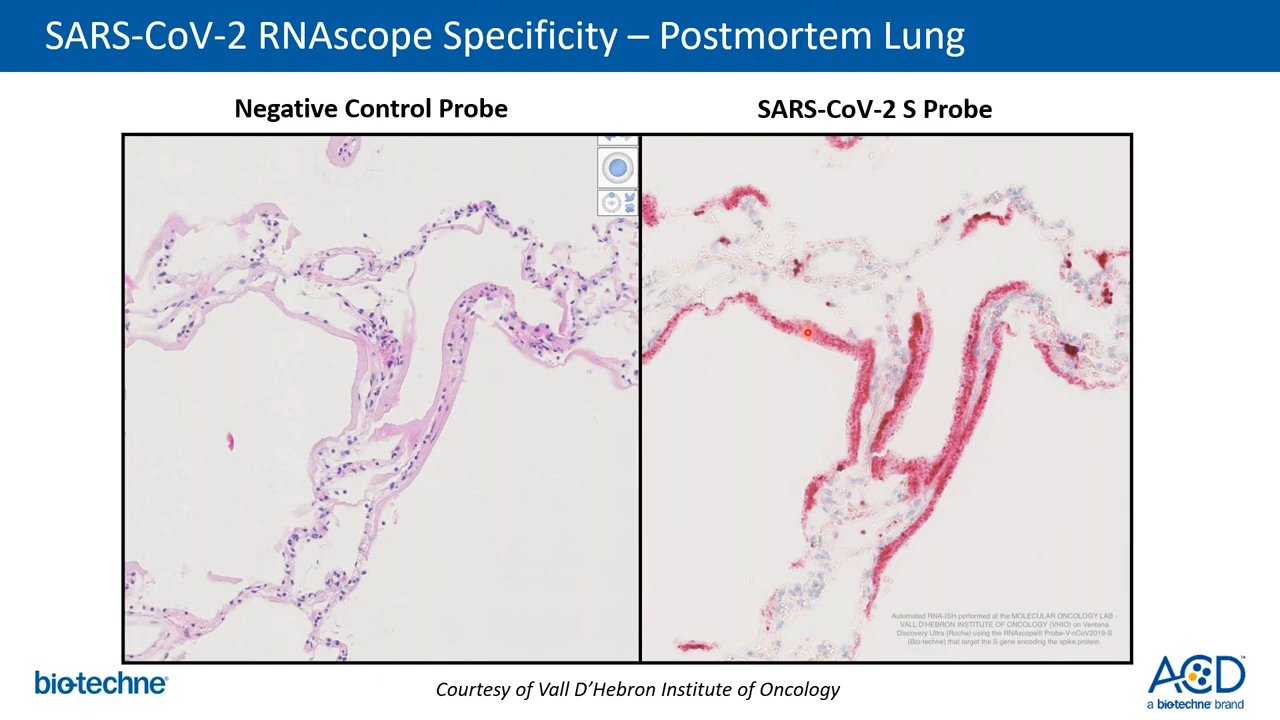 SARS-CoV-2 RNAscope Specificity – Postmortem Lung
Negative Control Probe
SARS-CoV-2 S Probe
Automated RNA-ISH performed at the MOLECULAR ONCOLOGY LAB -
VALL D'HEBRON INSTITUTE OF ONCOLOGY (VHIO) on Ventana
Discovery Ultra (Roche) using the RNAscope® Probe-V-nCoV2019-S
(Bio-techne) that target the S gene encoding the spike protein.
bio-techne®
Courtesy of Vall D'Hebron Institute of Oncology
ACD™
a bio-techne brand